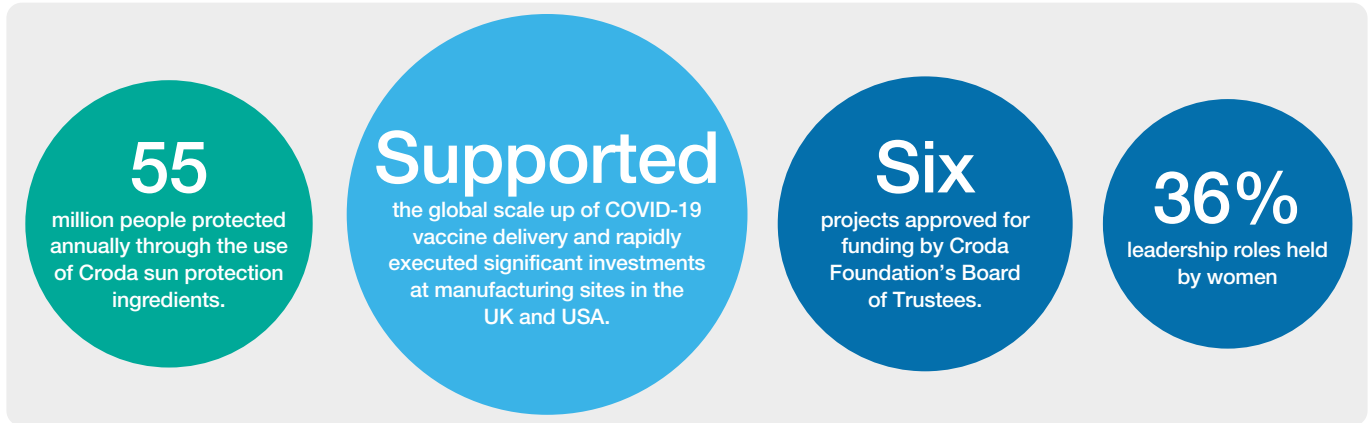 55
million people protected
annually through the use
of Croda sun protection
ingredients.
Supported
the global scale up of COVID-19
vaccine delivery and rapidly
executed significant investments
at manufacturing sites in the
UK and USA.
Six
projects approved for
funding by Croda
Foundation’s Board
of Trustees.
36%
leadership roles held
by women